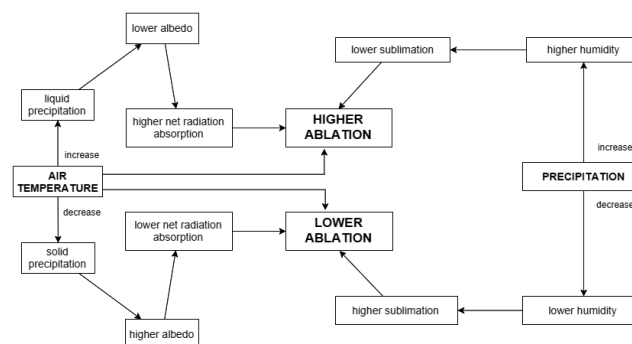 lower albedo
lower sublimation
higher humidity
liquid
precipitation
higher net radiation
absorption
HIGHER
ABLATION
increase
increase
AIR
TEMPERATURE
PRECIPITATION
decrease
decrease
lower net radiation
absorption
LOWER
ABLATION
solid
precipitation
higher sublimation
lower humidity
higher albedo